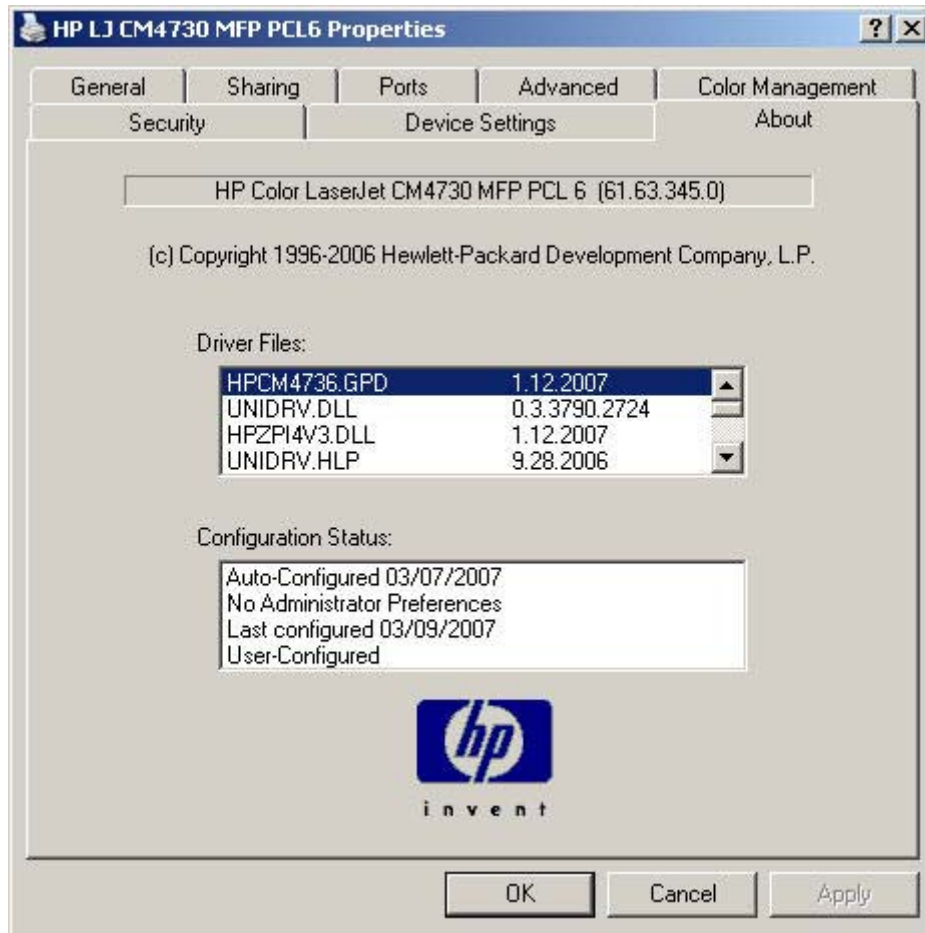 HP LJ CM4730 MFP PCL6 Properties
General Sharing Ports Advanced Color Management
Security Device Settings About
HP Color LaserJet CM4730 MFP PCL 6 (61.63.345.0)
(c) Copyright 1996-2006 Hewlett-Packard Development Company, L.P.
Driver Files:
HPCM4736.GPD 1.12.2007
UNIDRV.DLL 0.3.3790.2724
HPZPI4V3.DLL 1.12.2007
UNIDRV.HLP 9.28.2006
Configuration Status:
Auto-Configured 03/07/2007
No Administrator Preferences
Last configured 03/09/2007
User-Configured
hp
invent
OK Cancel Apply